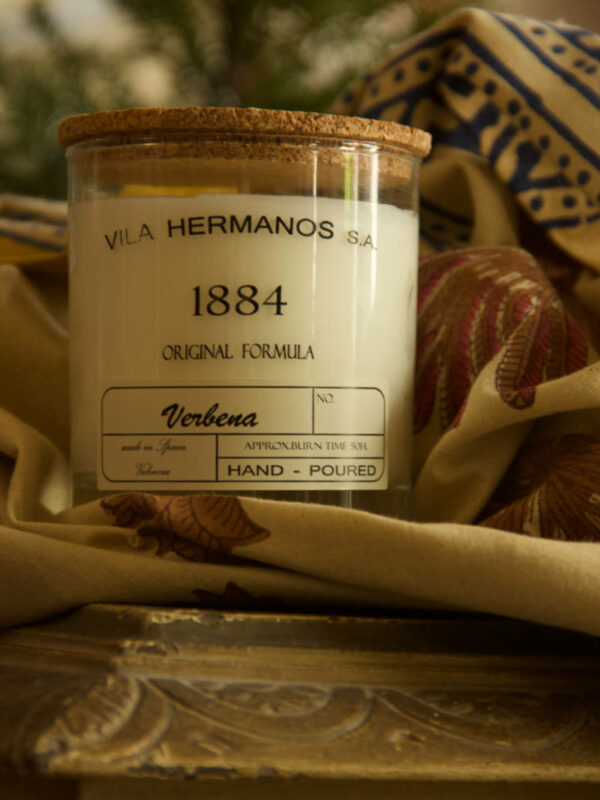 VILA HERMANOS S.A.
1884
ORIGINAL FORMULA
Verbena
NO.
made in Spain
Valencia
APPROX.BURN TIME 50H.
HAND - POURED